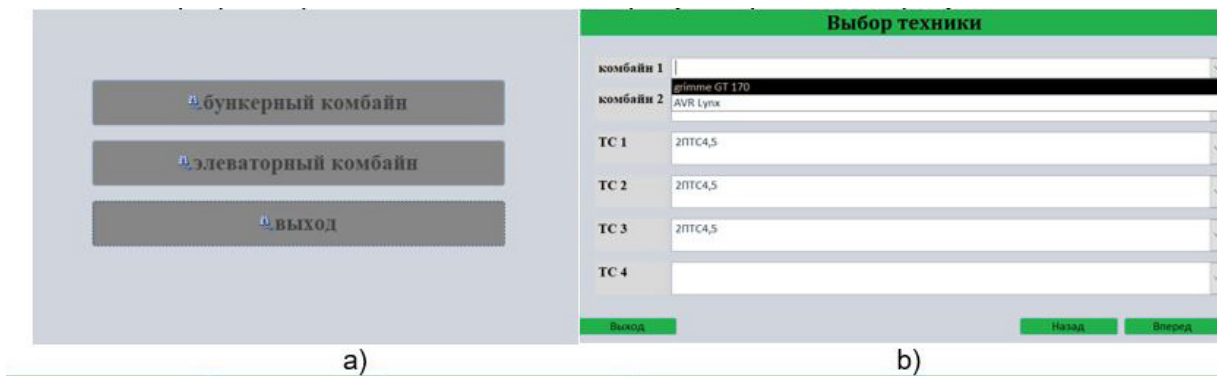 бункерный комбайн
элеваторный комбайн
выход
a)
Выбор техники
комбайн 1
grimme GT 170
комбайн 2
AVR Lynx
ТС 1
2ПТС4,5
ТС 2
2ПТС4,5
ТС 3
2ПТС4,5
ТС 4
Выход
Назад
Вперед
b)